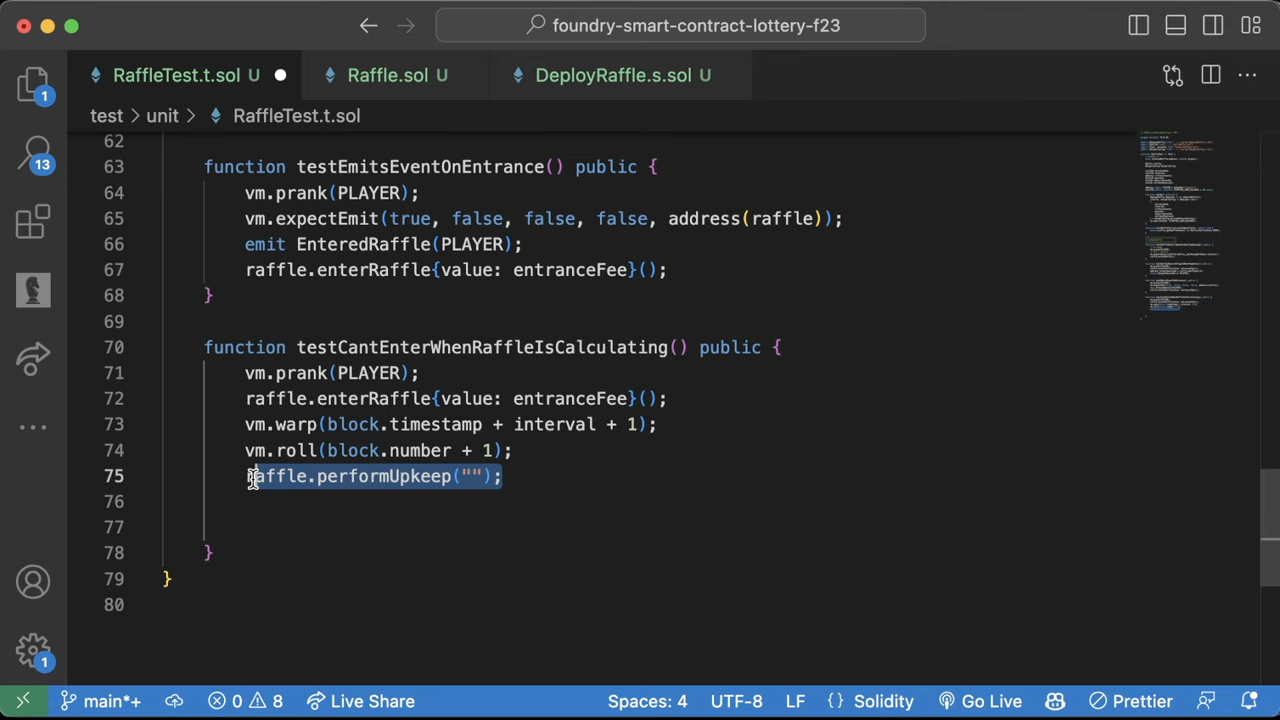 foundry-smart-contract-lottery-f23
RaffleTest.t.sol U
Raffle.sol U
DeployRaffle.s.sol U
test > unit > RaffleTest.t.sol
1
13
62
63 function testEmitsEventOnEntrance() public {
64 vm.prank(PLAYER);
65 vm.expectEmit(true, false, false, false, address(raffle));
66 emit EnteredRaffle(PLAYER);
67 raffle.enterRaffle{value: entranceFee}();
68 }
69
70 function testCantEnterWhenRaffleIsCalculating() public {
71 vm.prank(PLAYER);
72 raffle.enterRaffle{value: entranceFee}();
73 vm.warp(block.timestamp + interval + 1);
74 vm.roll(block.number + 1);
75 raffle.performUpkeep("");
76
77
78 }
79 }
80
1
main*+ 0 8 Live Share Spaces: 4 UTF-8 LF {} Solidity Go Live Prettier